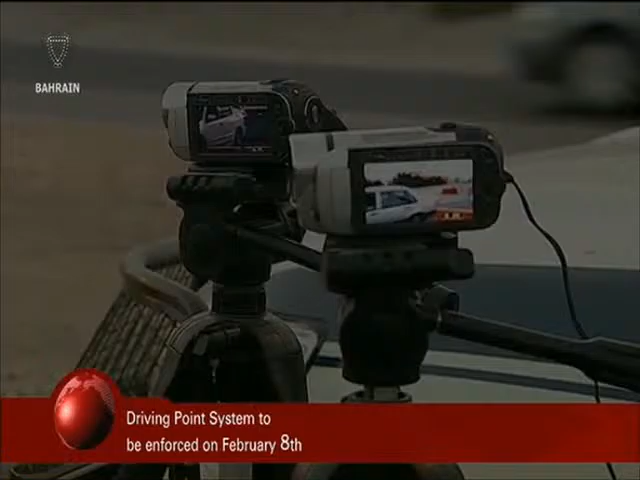 BAHRAIN
Driving Point System to
be enforced on February 8th